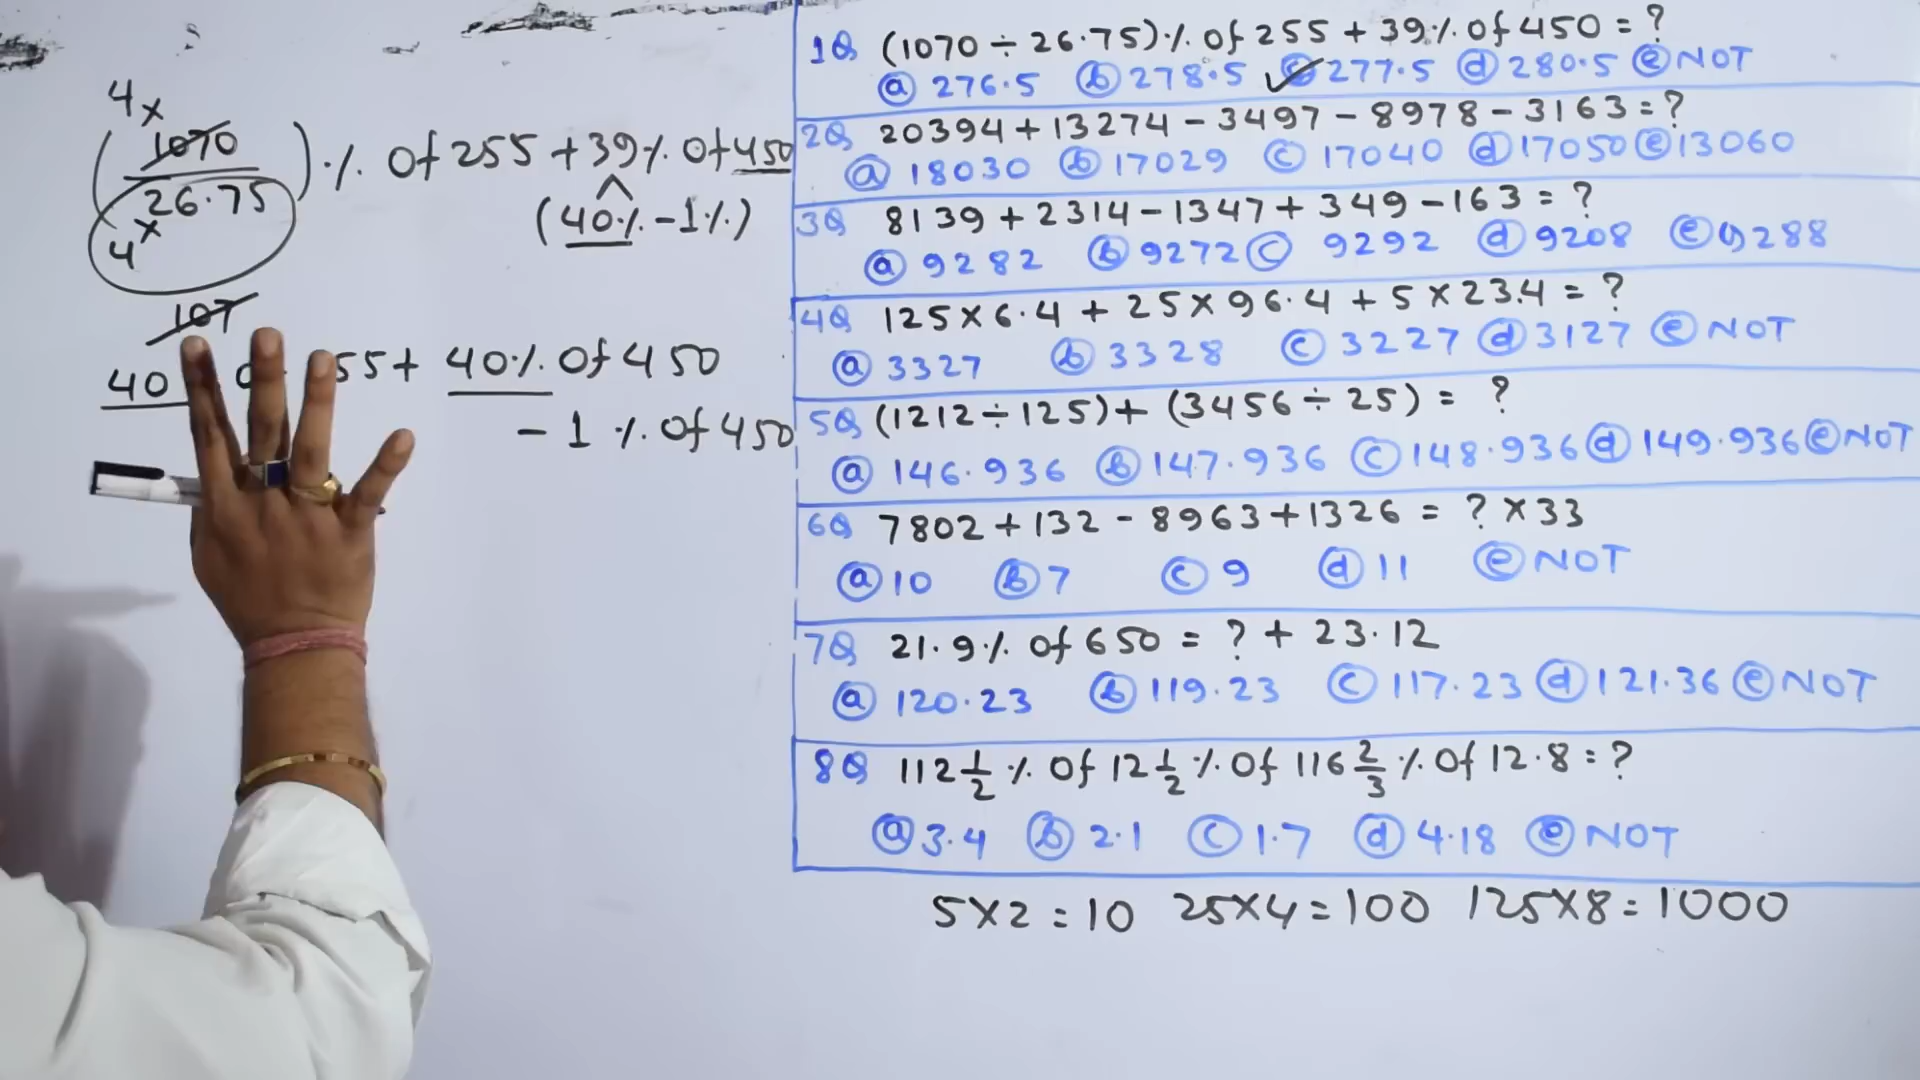 4x
(1070/26.75)% of 255 + 39% of 450
4x
(40% - 1%)
107
40 55 + 40% of 450
- 1% of 450
1Q (1070 ÷ 26.75)% of 255 + 39% of 450 = ?
ⓐ 276.5 ⓑ 278.5 ✓ⓒ 277.5 ⓓ 280.5 ⓔ NOT
2Q 20394 + 13274 - 3497 - 8978 - 3163 = ?
ⓐ 18030 ⓑ 17029 ⓒ 17040 ⓓ 17050 ⓔ 13060
3Q 8139 + 2314 - 1347 + 349 - 163 = ?
ⓐ 9282 ⓑ 9272 ⓒ 9292 ⓓ 9208 ⓔ 9288
4Q 125 × 6.4 + 25 × 96.4 + 5 × 23.4 = ?
ⓐ 3327 ⓑ 3328 ⓒ 3227 ⓓ 3127 ⓔ NOT
5Q (1212 ÷ 125) + (3456 ÷ 25) = ?
ⓐ 146.936 ⓑ 147.936 ⓒ 148.936 ⓓ 149.936 ⓔ NOT
6Q 7802 + 132 - 8963 + 1326 = ? × 33
ⓐ 10 ⓑ 7 ⓒ 9 ⓓ 11 ⓔ NOT
7Q 21.9% of 650 = ? + 23.12
ⓐ 120.23 ⓑ 119.23 ⓒ 117.23 ⓓ 121.36 ⓔ NOT
8Q 112 1/2 % of 12 1/2 % of 116 2/3 % of 12.8 = ?
ⓐ 3.4 ⓑ 2.1 ⓒ 1.7 ⓓ 4.18 ⓔ NOT
5×2 = 10 25×4 = 100 125×8 = 1000